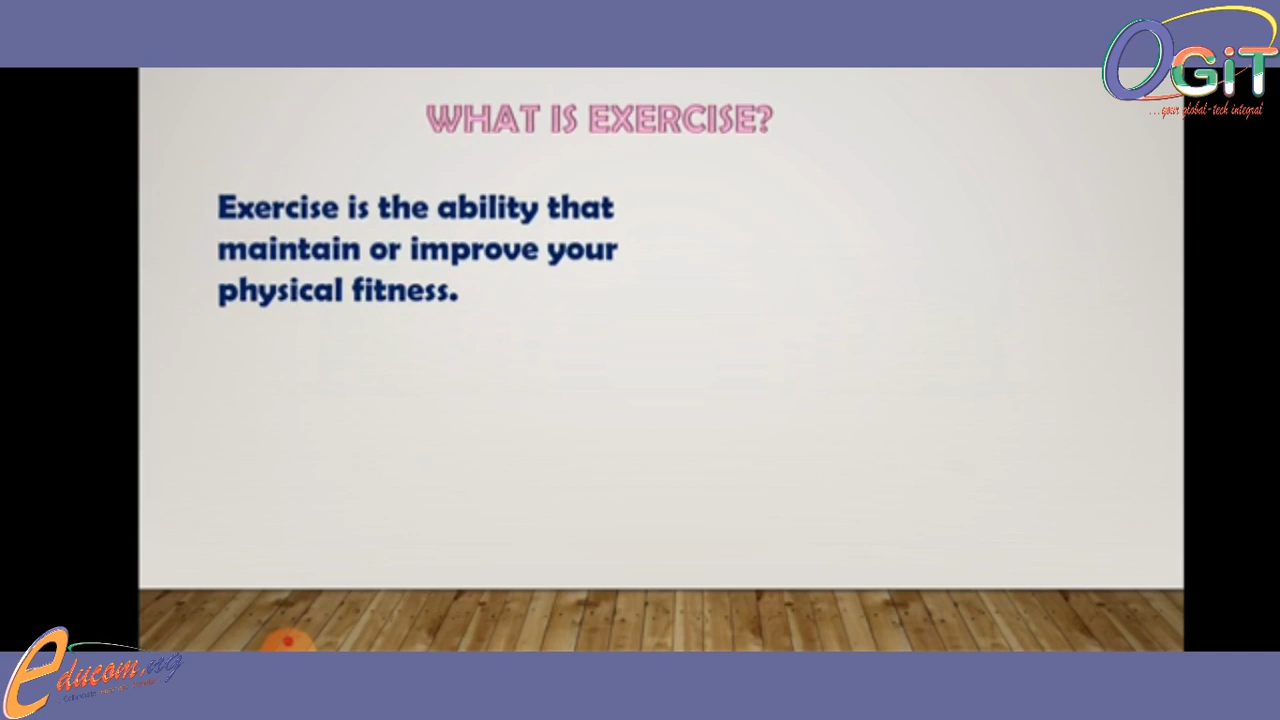 OGiT
...your global-tech integral
WHAT IS EXERCISE?
Exercise is the ability that
maintain or improve your
physical fitness.
educom.ng